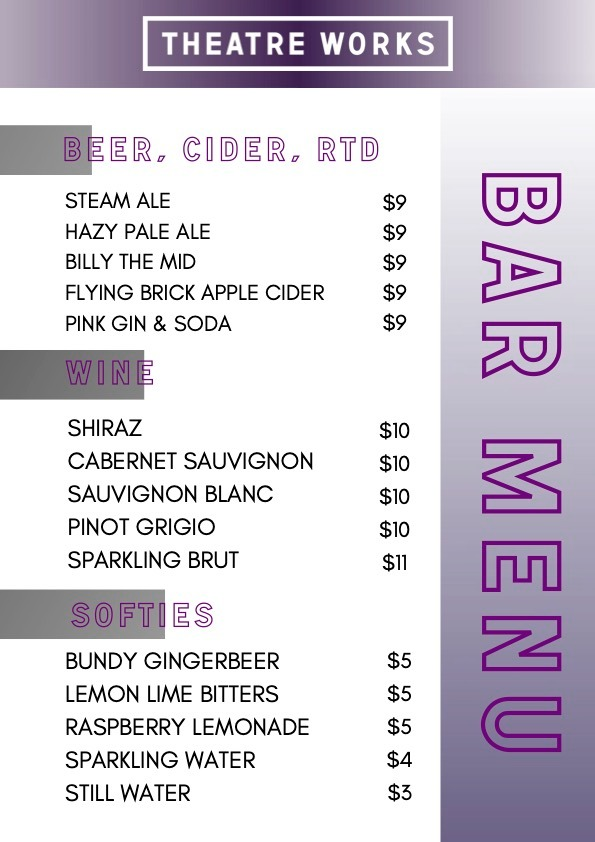 THEATRE WORKS
BEER, CIDER, RTD
STEAM ALE $9
HAZY PALE ALE $9
BILLY THE MID $9
FLYING BRICK APPLE CIDER $9
PINK GIN & SODA $9
WINE
SHIRAZ $10
CABERNET SAUVIGNON $10
SAUVIGNON BLANC $10
PINOT GRIGIO $10
SPARKLING BRUT $11
SOFTIES
BUNDY GINGERBEER $5
LEMON LIME BITTERS $5
RASPBERRY LEMONADE $5
SPARKLING WATER $4
STILL WATER $3
BAR MENU